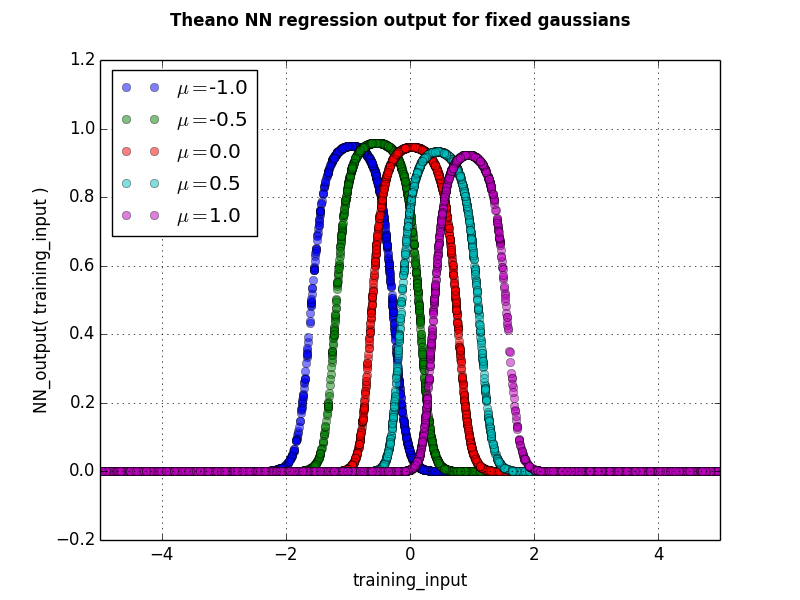 Theano NN regression output for fixed gaussians
1.2
1.0
0.8
0.6
0.4
0.2
0.0
−0.2
NN_output( training_input )
μ=-1.0
μ=-0.5
μ=0.0
μ=0.5
μ=1.0
−4
−2
0
2
4
training_input